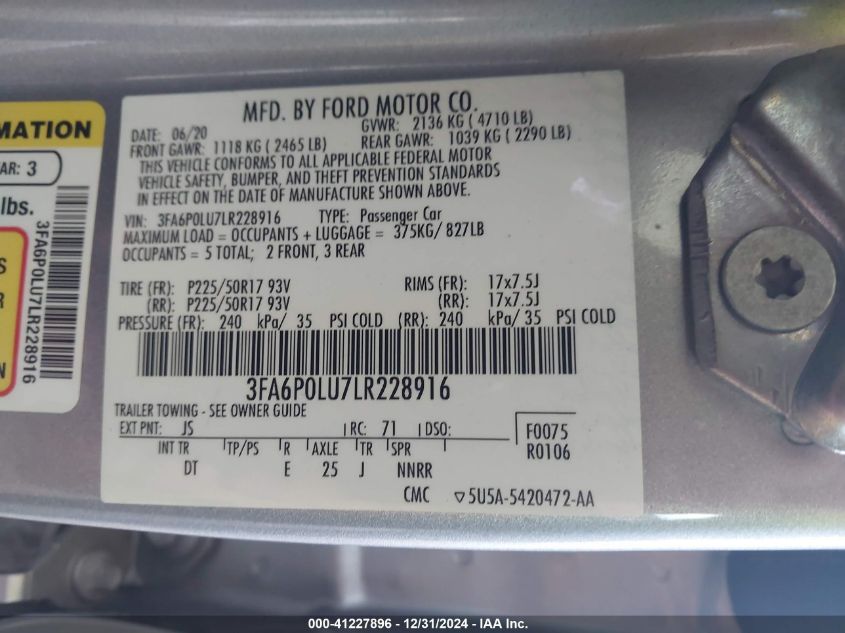 MATION
AR: 3
lbs.
S
R
N
3FA6P0LU7LR228916
MFD. BY FORD MOTOR CO.
DATE: 06/20 GVWR: 2136 KG ( 4710 LB)
FRONT GAWR: 1118 KG ( 2465 LB) REAR GAWR: 1039 KG ( 2290 LB)
THIS VEHICLE CONFORMS TO ALL APPLICABLE FEDERAL MOTOR
VEHICLE SAFETY, BUMPER, AND THEFT PREVENTION STANDARDS
IN EFFECT ON THE DATE OF MANUFACTURE SHOWN ABOVE.
VIN: 3FA6P0LU7LR228916 TYPE: Passenger Car
MAXIMUM LOAD = OCCUPANTS + LUGGAGE = 375KG/ 827LB
OCCUPANTS = 5 TOTAL; 2 FRONT, 3 REAR
TIRE (FR): P225/50R17 93V RIMS (FR): 17x7.5J
(RR): P225/50R17 93V (RR): 17x7.5J
PRESSURE (FR): 240 kPa/ 35 PSI COLD (RR): 240 kPa/ 35 PSI COLD
3FA6P0LU7LR228916
TRAILER TOWING - SEE OWNER GUIDE
EXT PNT: JS RC: 71 DSO: F0075
INT TR TP/PS R AXLE TR SPR R0106
DT E 25 J NNRR
CMC ▽5U5A-5420472-AA
000-41227896 - 12/31/2024 - IAA Inc.